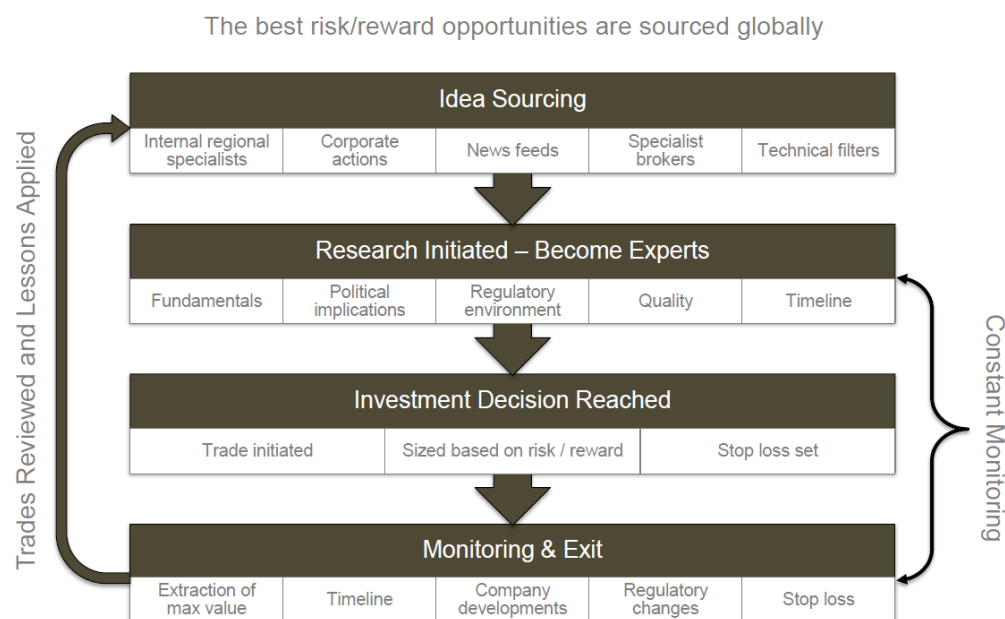 The best risk/reward opportunities are sourced globally
Idea Sourcing
Internal regional
specialists
Corporate
actions
News feeds
Specialist
brokers
Technical filters
Research Initiated – Become Experts
Fundamentals
Political
implications
Regulatory
environment
Quality
Timeline
Investment Decision Reached
Trade initiated
Sized based on risk / reward
Stop loss set
Monitoring & Exit
Extraction of
max value
Timeline
Company
developments
Regulatory
changes
Stop loss
Trades Reviewed and Lessons Applied
Constant Monitoring